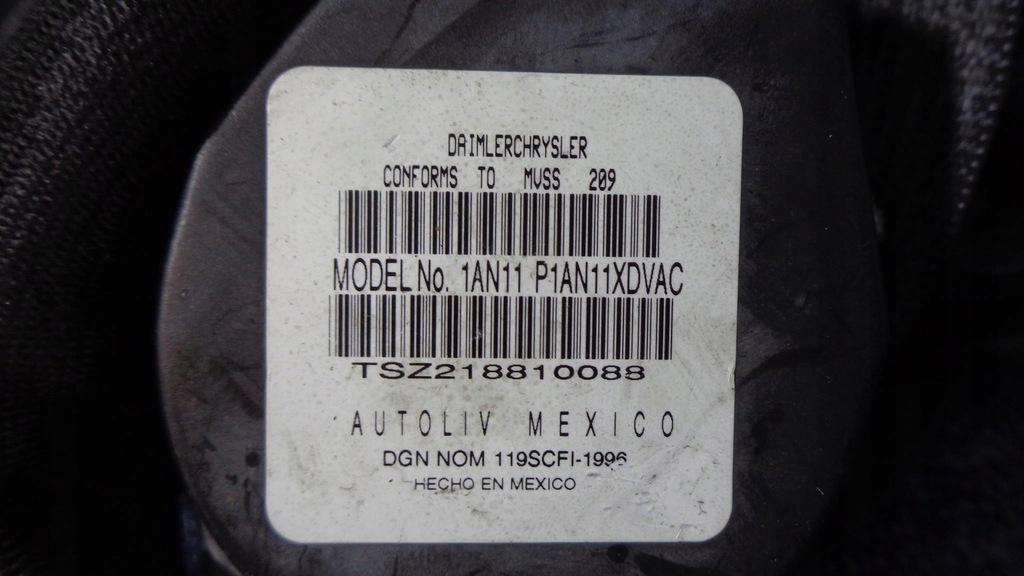 DAIMLERCHRYSLER
CONFORMS TO MVSS 209
MODEL No. 1AN11 P1AN11XDVAC
TSZ218810088
AUTOLIV MEXICO
DGN NOM 119SCFI-1996
HECHO EN MEXICO